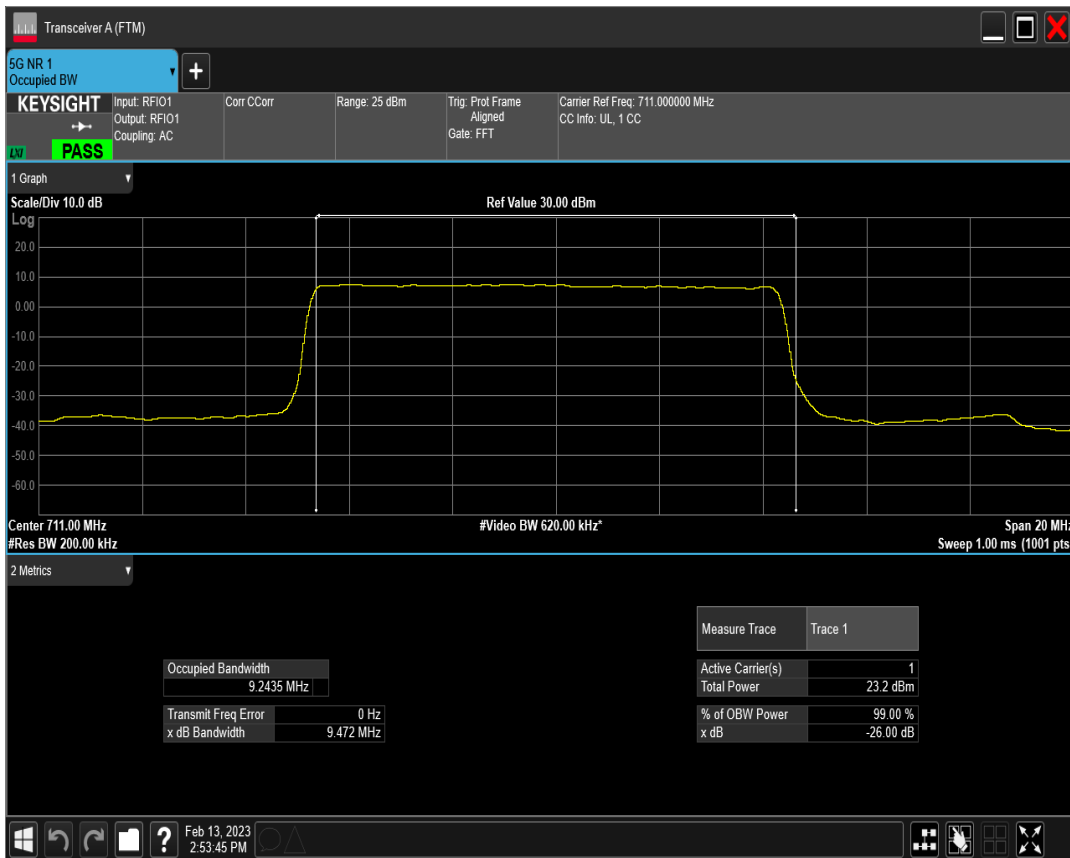 Transceiver A (FTM)
5G NR 1
Occupied BW
+
KEYSIGHT
LXI
PASS
Input: RFIO1
Output: RFIO1
Coupling: AC
Corr CCorr
Range: 25 dBm
Trig: Prot Frame
Aligned
Gate: FFT
Carrier Ref Freq: 711.000000 MHz
CC Info: UL, 1 CC
1 Graph
Scale/Div 10.0 dB
Ref Value 30.00 dBm
Log
20.0
10.0
0.00
-10.0
-20.0
-30.0
-40.0
-50.0
-60.0
Center 711.00 MHz
#Video BW 620.00 kHz*
Span 20 MHz
#Res BW 200.00 kHz
Sweep 1.00 ms (1001 pts
2 Metrics
Measure Trace Trace 1
Occupied Bandwidth
9.2435 MHz
Active Carrier(s) 1
Total Power 23.2 dBm
Transmit Freq Error 0 Hz
x dB Bandwidth 9.472 MHz
% of OBW Power 99.00 %
x dB -26.00 dB
?
Feb 13, 2023
2:53:45 PM